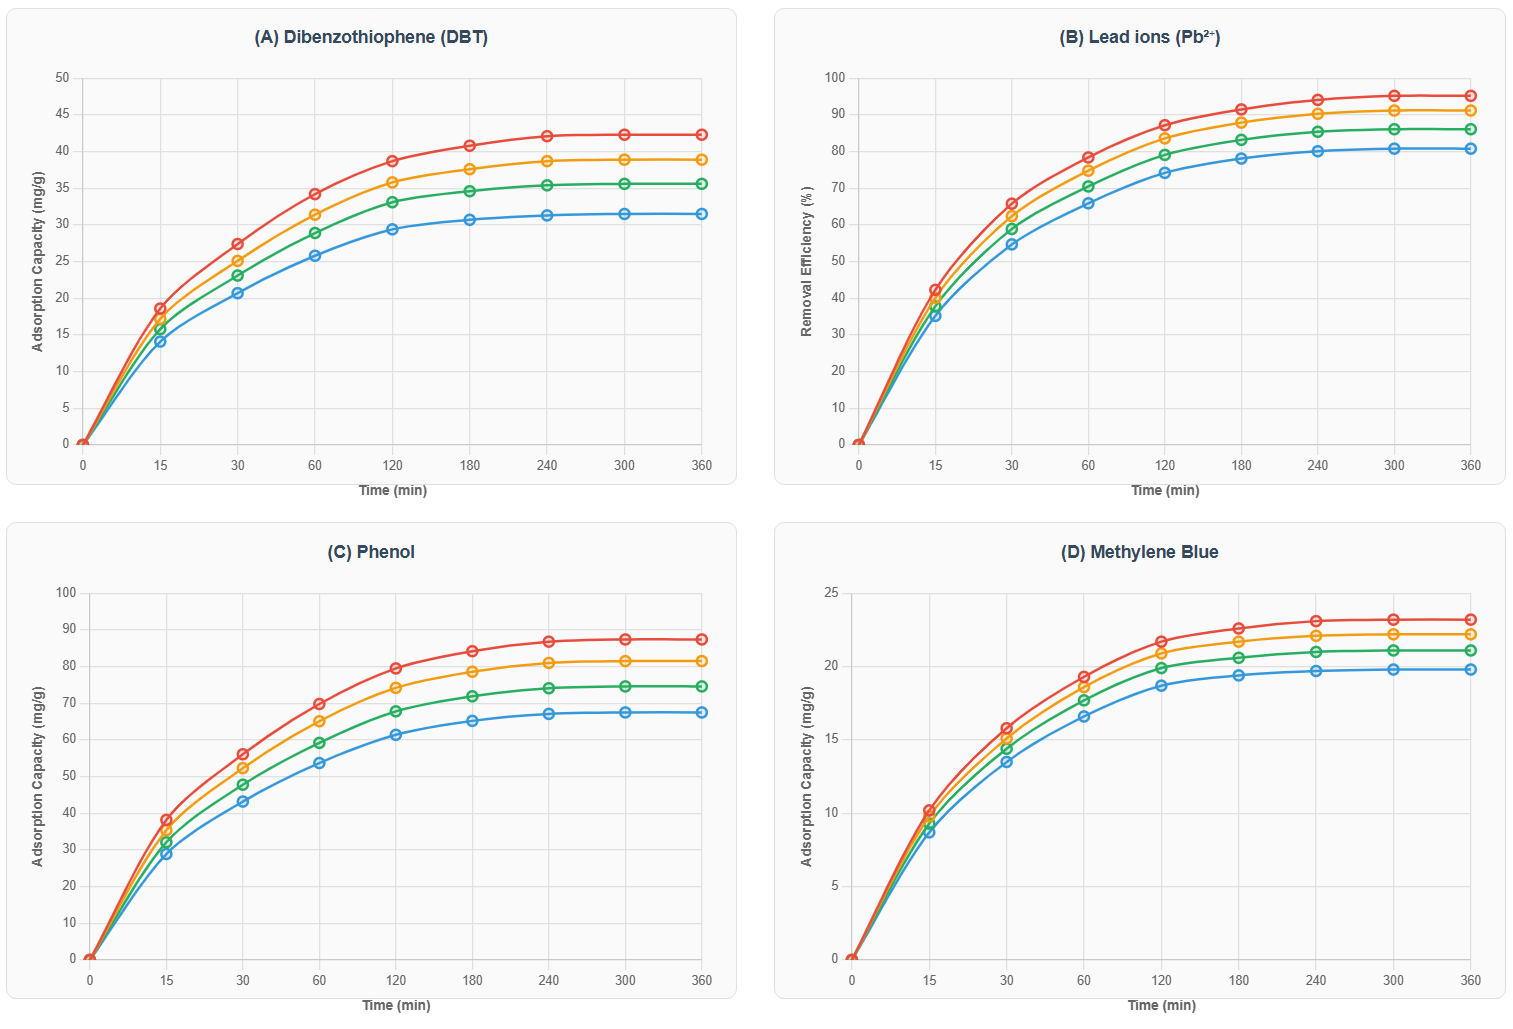 (A) Dibenzothiophene (DBT)
Adsorption Capacity (mg/g)
50
45
40
35
30
25
20
15
10
5
0
0 15 30 60 120 180 240 300 360
Time (min)
(B) Lead ions (Pb²⁺)
Removal Efficiency (%)
100
90
80
70
60
50
40
30
20
10
0
0 15 30 60 120 180 240 300 360
Time (min)
(C) Phenol
Adsorption Capacity (mg/g)
100
90
80
70
60
50
40
30
20
10
0
0 15 30 60 120 180 240 300 360
Time (min)
(D) Methylene Blue
Adsorption Capacity (mg/g)
25
20
15
10
5
0
0 15 30 60 120 180 240 300 360
Time (min)